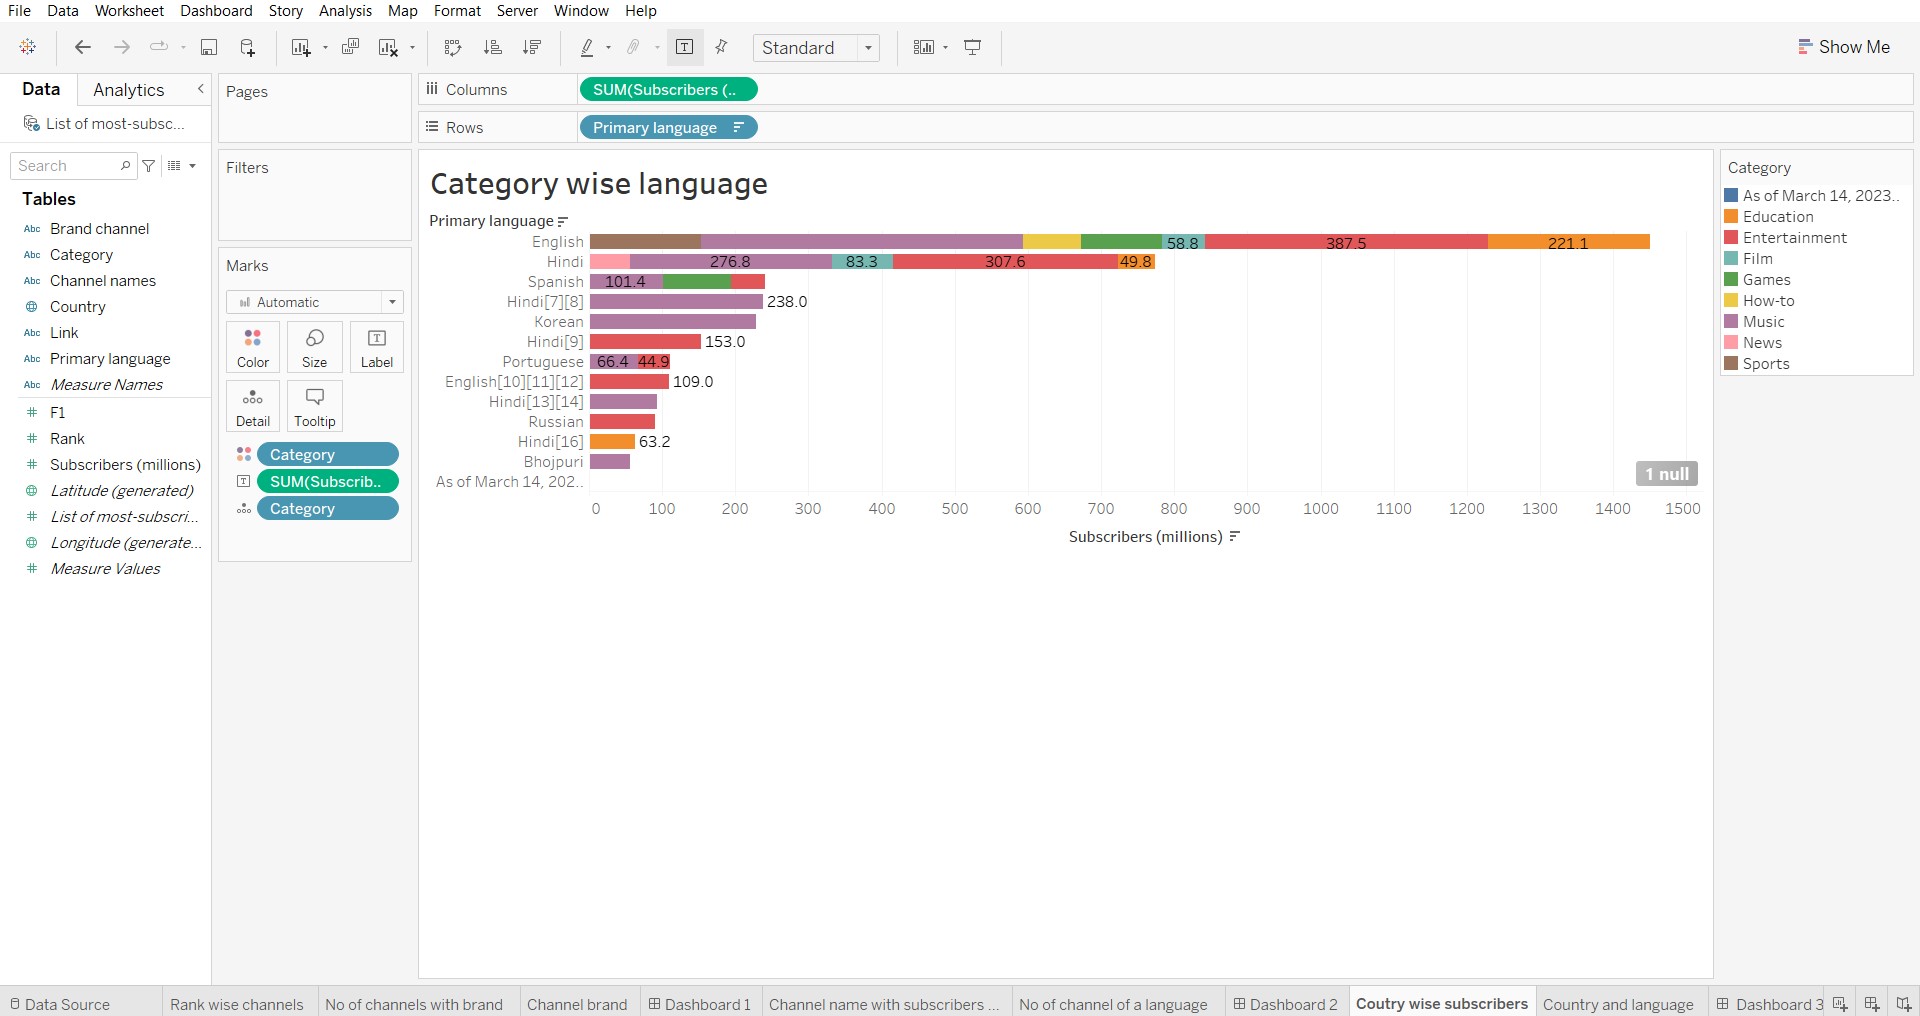 File Data Worksheet Dashboard Story Analysis Map Format Server Window Help
Standard
Show Me
Data Analytics
List of most-subsc...
Search
Tables
Abc Brand channel
Abc Category
Abc Channel names
Country
Abc Link
Abc Primary language
Abc Measure Names
# F1
# Rank
# Subscribers (millions)
Latitude (generated)
# List of most-subscri...
Longitude (generate...
# Measure Values
Pages
Filters
Marks
Automatic
Color Size Label
Detail Tooltip
Category
SUM(Subscrib..
Category
Columns SUM(Subscribers (..
Rows Primary language
Category wise language
Primary language
English 58.8 387.5 221.1
Hindi 276.8 83.3 307.6 49.8
Spanish 101.4
Hindi[7][8] 238.0
Korean
Hindi[9] 153.0
Portuguese 66.4 44.9
English[10][11][12] 109.0
Hindi[13][14]
Russian
Hindi[16] 63.2
Bhojpuri
As of March 14, 202..
1 null
0 100 200 300 400 500 600 700 800 900 1000 1100 1200 1300 1400 1500
Subscribers (millions)
Category
As of March 14, 2023..
Education
Entertainment
Film
Games
How-to
Music
News
Sports
Data Source Rank wise channels No of channels with brand Channel brand Dashboard 1 Channel name with subscribers ... No of channel of a language Dashboard 2 Coutry wise subscribers Country and language Dashboard 3